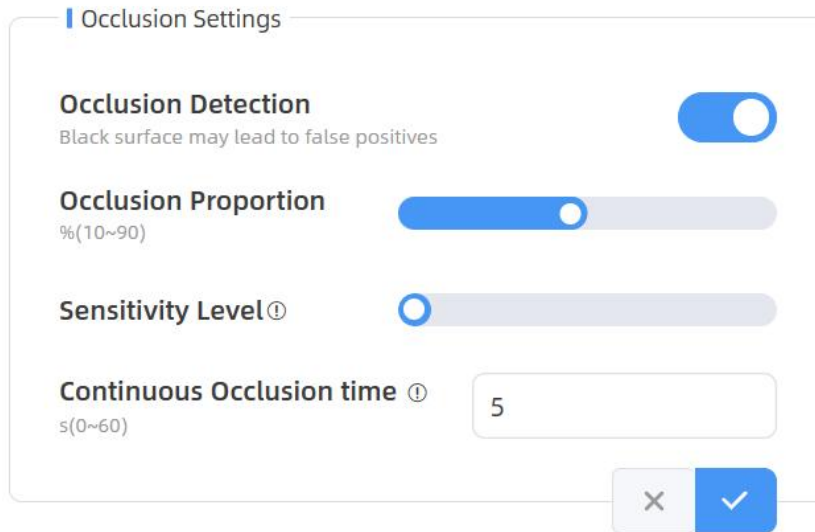 Occlusion Settings
Occlusion Detection
Black surface may lead to false positives
Occlusion Proportion
%(10~90)
Sensitivity Level
Continuous Occlusion time
s(0~60)
5